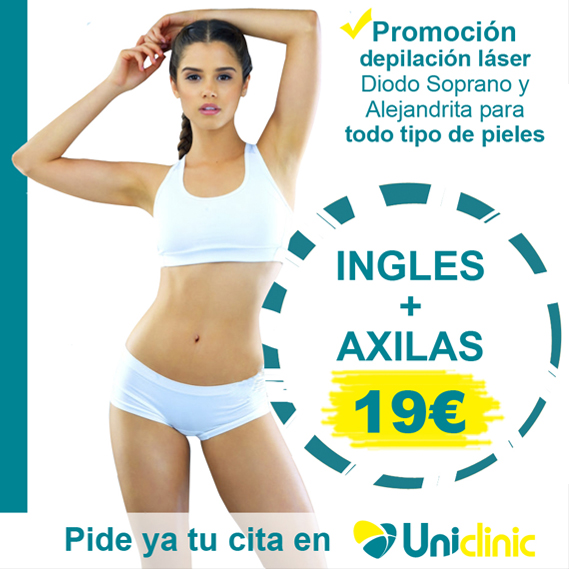 Promoción
depilación láser
Diodo Soprano y
Alejandrita para
todo tipo de pieles
INGLES
+
AXILAS
19€
Pide ya tu cita en Uniclinic